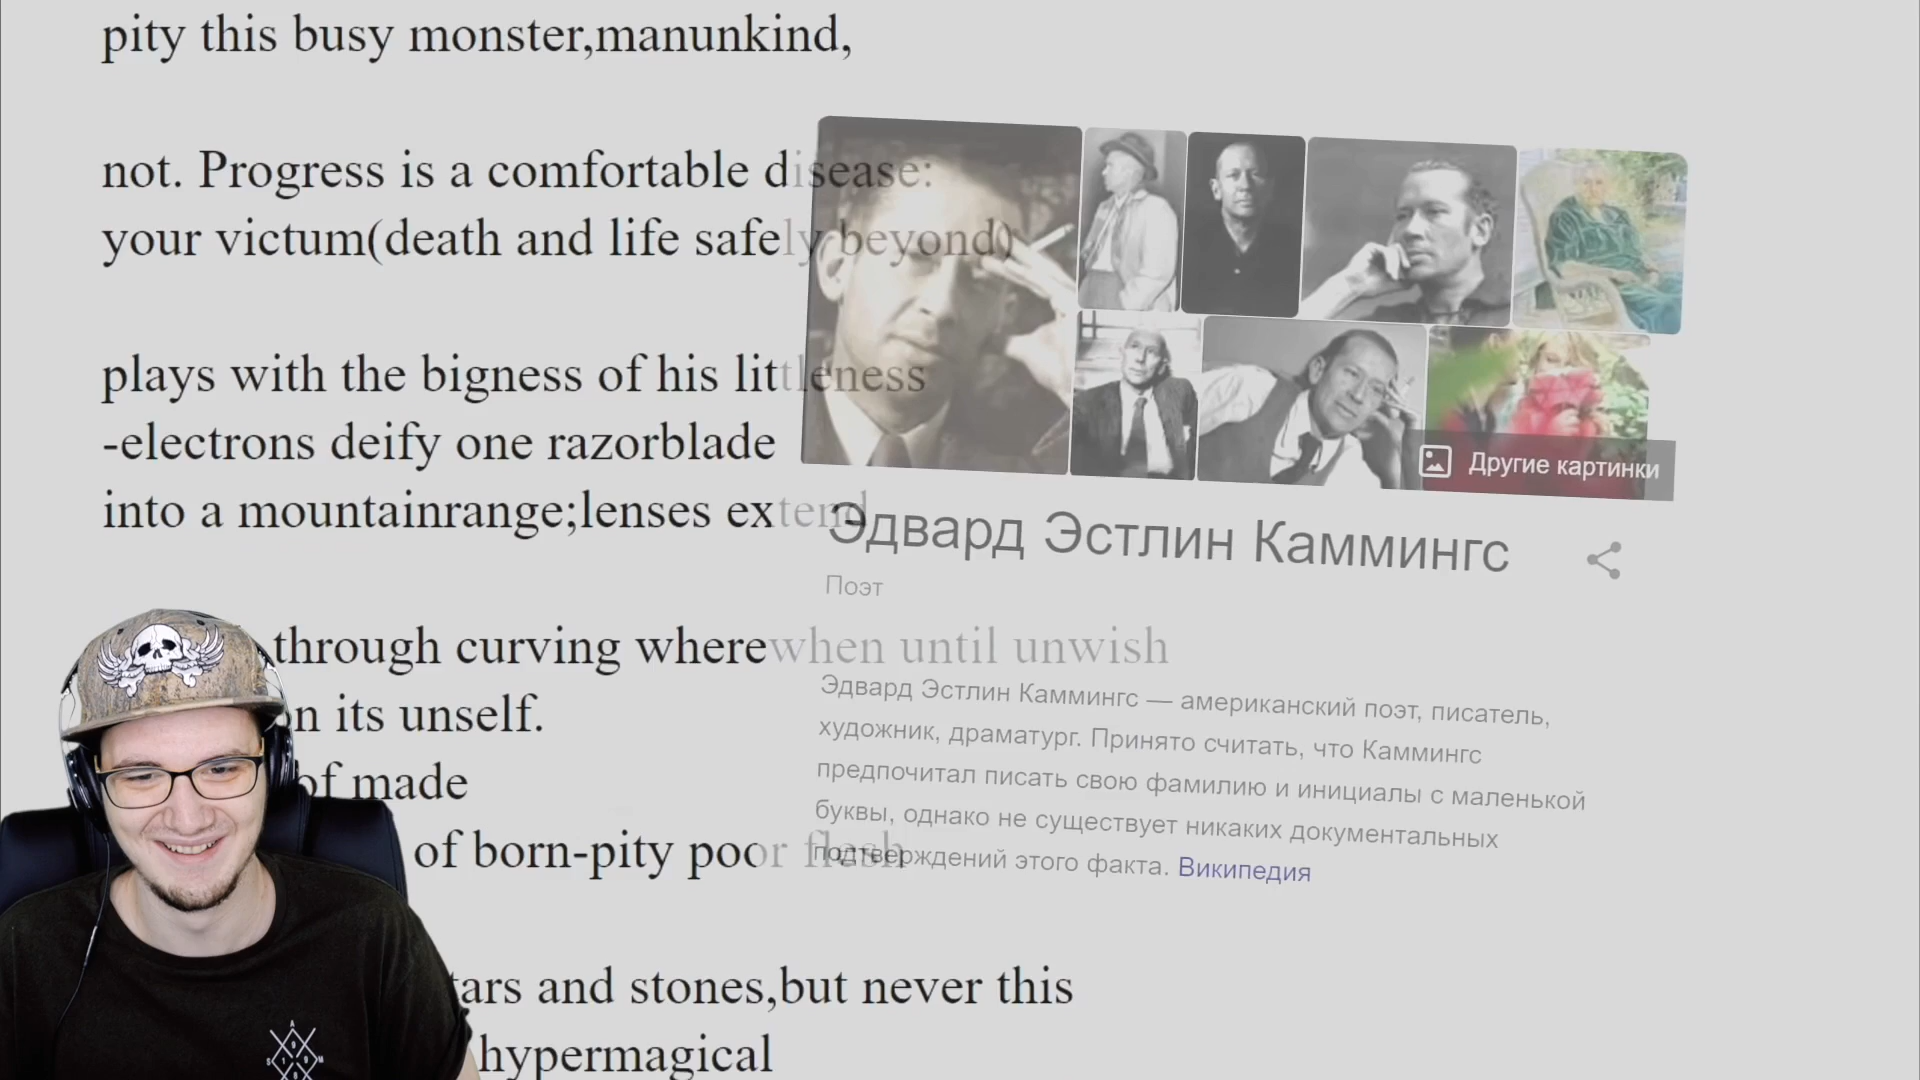 pity this busy monster,manunkind,
not. Progress is a comfortable disease:
your victum(death and life safely beyond)
plays with the bigness of his littleness
-electrons deify one razorblade
into a mountainrange;lenses extend
through curving wherewhen until unwish
on its unself.
of made
of born-pity poor flesh
tars and stones,but never this
hypermagical
Другие картинки
Эдвард Эстлин Каммингс
Поэт
Эдвард Эстлин Каммингс — американский поэт, писатель,
художник, драматург. Принято считать, что Каммингс
предпочитал писать свою фамилию и инициалы с маленькой
буквы, однако не существует никаких документальных
подтверждений этого факта. Википедия